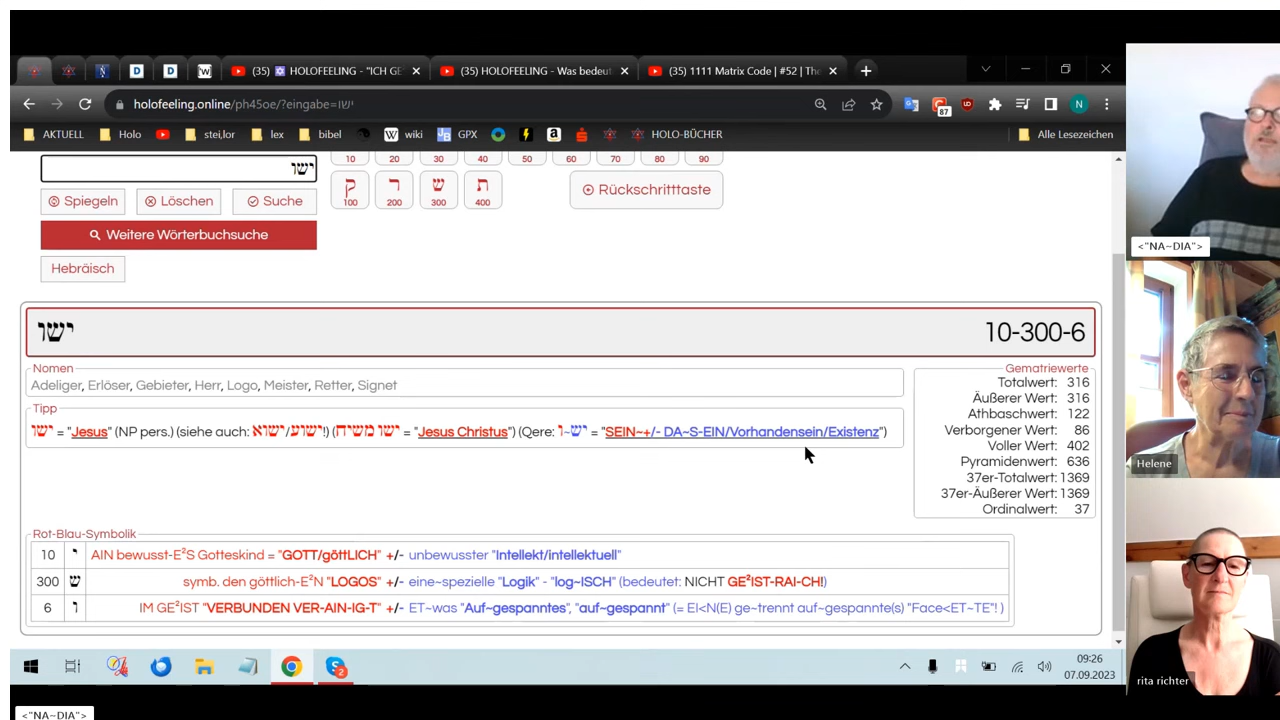 (35) ✡ HOLOFEELING - "ICH GE
(35) HOLOFEELING - Was bedeut
(35) 1111 Matrix Code | #52 | The
holofeeling.online/ph45oe/?eingabe=ישו
87
N
AKTUELL
Holo
stei,lor
lex
bibel
wiki
GPX
HOLO-BÜCHER
Alle Lesezeichen
ישו
10 20 30 40 50 60 70 80 90
ק ר ש ת
100 200 300 400
Rückschritttaste
Spiegeln
Löschen
Suche
Weitere Wörterbuchsuche
Hebräisch
<"NA~DIA">
ישו 10-300-6
Nomen
Adeliger, Erlöser, Gebieter, Herr, Logo, Meister, Retter, Signet
Tipp
ישו = "Jesus" (NP pers.) (siehe auch: ישוע/ישוא!) (ישו משיח = "Jesus Christus") (Qere: יש~ו = "SEIN~+/- DA~S-EIN/Vorhandensein/Existenz")
Gematriewerte
Totalwert: 316
Äußerer Wert: 316
Athbaschwert: 122
Verborgener Wert: 86
Voller Wert: 402
Pyramidenwert: 636
37er-Totalwert: 1369
37er-Äußerer Wert: 1369
Ordinalwert: 37
Helene
Rot-Blau-Symbolik
10 י AIN bewusst-E²S Gotteskind = "GOTT/göttLICH" +/- unbewusster "Intellekt/intellektuell"
300 ש symb. den göttlich-E²N "LOGOS" +/- eine~spezielle "Logik" - "log~ISCH" (bedeutet: NICHT GE²IST-RAI-CH!)
6 ו IM GE²IST "VERBUNDEN VER-AIN-IG-T" +/- ET~was "Auf~gespanntes", "auf~gespannt" (= EI<N(E) ge~trennt auf~gespannte(s) "Face<ET~TE"! )
2
09:26
07.09.2023
rita richter
<"NA~DIA">